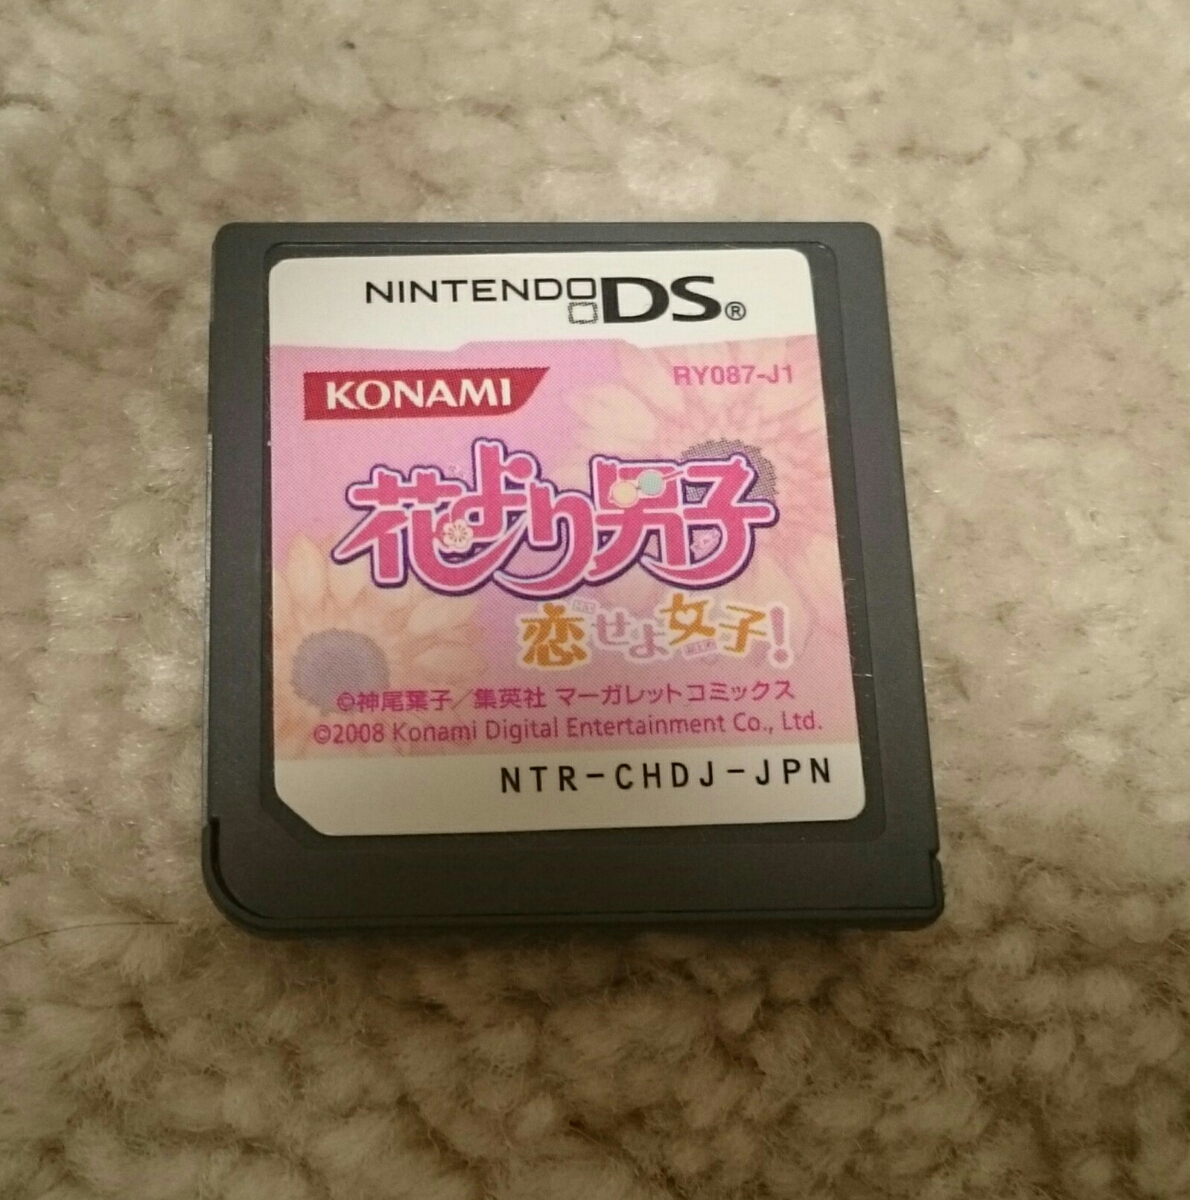 NINTENDO DS®
KONAMI
RY087-J1
花より男子
恋せよ女子!
©神尾葉子/集英社 マーガレットコミックス
©2008 Konami Digital Entertainment Co., Ltd.
NTR-CHDJ-JPN